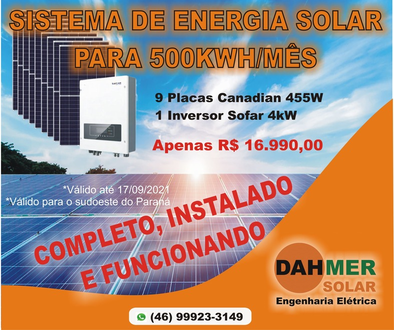 SISTEMA DE ENERGIA SOLAR
PARA 500KWH/MÊS
9 Placas Canadian 455W
1 Inversor Sofar 4kW
Apenas R$ 16.990,00
*Válido até 17/09/2021
*Válido para o sudoeste do Paraná
COMPLETO, INSTALADO
E FUNCIONANDO
DAHMER
SOLAR
Engenharia Elétrica
(46) 99923-3149